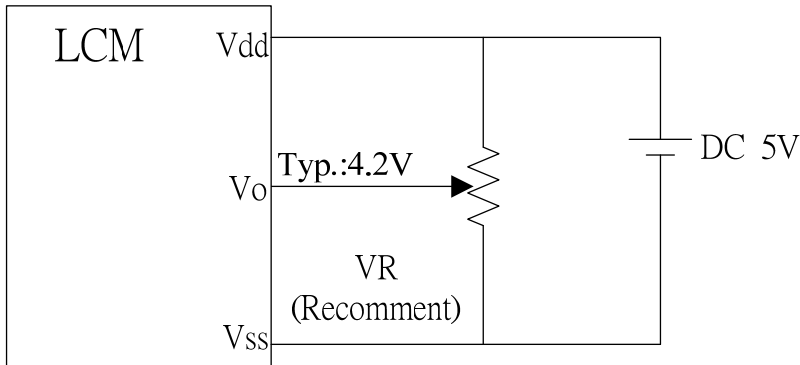 LCM
Vdd
Typ.:4.2V
Vo
DC 5V
VR
(Recomment)
Vss